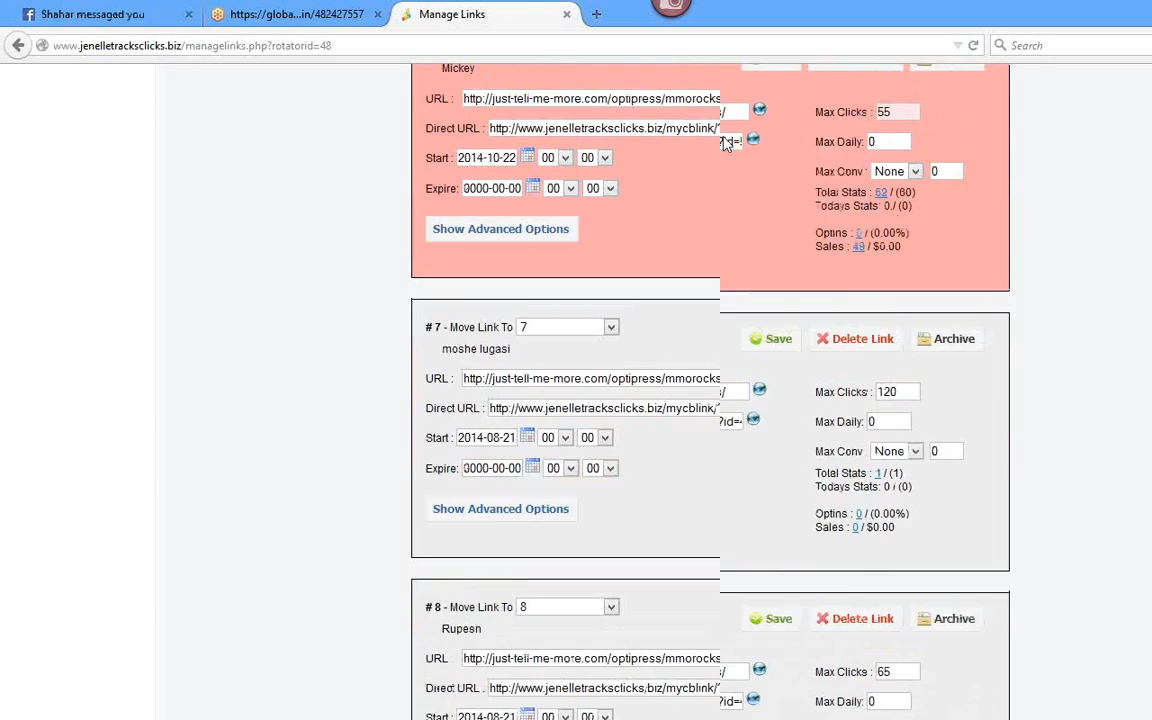 Shahar messaged you
https://globa...in/482427557
Manage Links
www.jenelletracksclicks.biz/managelinks.php?rotatorid=48
Search
Mickey
URL : http://just-tell-me-more.com/optipress/mmorocks
Max Clicks : 55
Direct URL : http://www.jenelletracksclicks.biz/mycblink/?
Max Daily: 0
Start : 2014-10-22 00 00
Max Conv : None 0
Expire: 0000-00-00 00 00
Total Stats : 62 / (60)
Todays Stats: 0 / (0)
Show Advanced Options
Optins : 0 / (0.00%)
Sales : 49 / $0.00
# 7 - Move Link To 7
Save Delete Link Archive
moshe lugasi
URL : http://just-tell-me-more.com/optipress/mmorocks
Max Clicks : 120
Direct URL : http://www.jenelletracksclicks.biz/mycblink/?
Max Daily: 0
Start : 2014-08-21 00 00
Max Conv None 0
Expire: 0000-00-00 00 00
Total Stats : 1 / (1)
Todays Stats: 0 / (0)
Show Advanced Options
Optins : 0 / (0.00%)
Sales : 0 / $0.00
# 8 - Move Link To 8
Save Delete Link Archive
Rupesh
URL http://just-tell-me-more.com/optipress/mmorocks
Max Clicks : 65
Direct URL : http://www.jenelletracksclicks/biz/mycblink/?
Max Daily: 0
Start : 2014-08-21 00 00